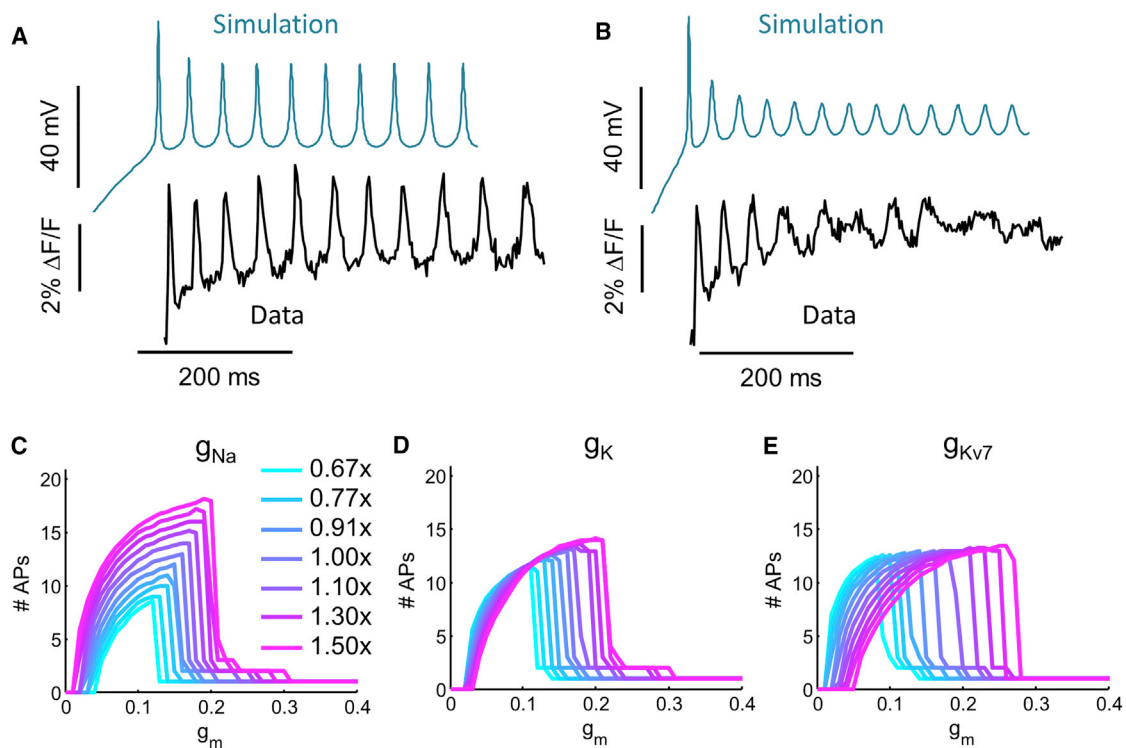 A
Simulation
40 mV
2% ΔF/F
Data
200 ms
B
Simulation
40 mV
2% ΔF/F
Data
200 ms
C
gNa
# APs
20
15
10
5
0
0 0.1 0.2 0.3 0.4
gm
0.67x
0.77x
0.91x
1.00x
1.10x
1.30x
1.50x
D
gK
# APs
20
15
10
5
0
0 0.1 0.2 0.3 0.4
gm
E
gKv7
# APs
20
15
10
5
0
0 0.1 0.2 0.3 0.4
gm